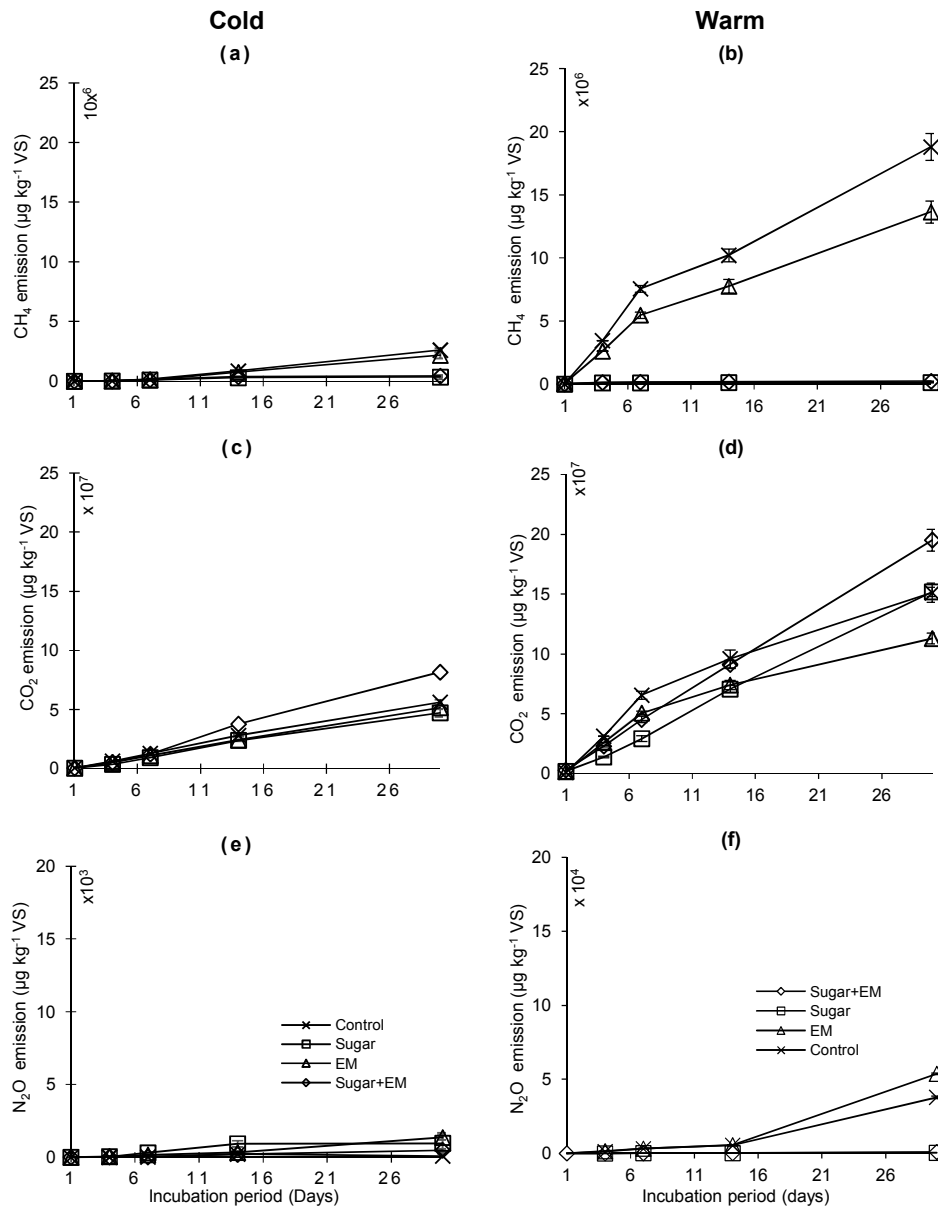 Cold
Warm
(a)
(b)
10x⁶
x10⁶
CH₄ emission (µg kg⁻¹ VS)
25
20
15
10
5
0
1 6 11 16 21 26
CH₄ emission (µg kg⁻¹ VS)
25
20
15
10
5
0
1 6 11 16 21 26
(c)
(d)
x 10⁷
x10⁷
CO₂ emission (µg kg⁻¹ VS)
25
20
15
10
5
0
1 6 11 16 21 26
CO₂ emission (µg kg⁻¹ VS)
25
20
15
10
5
0
1 6 11 16 21 26
(e)
(f)
x10³
x 10⁴
N₂O emission (µg kg⁻¹ VS)
20
15
10
5
0
Control
Sugar
EM
Sugar+EM
1 6 11 16 21 26
Incubation period (Days)
N₂O emission (µg kg⁻¹ VS)
20
15
10
5
0
Sugar+EM
Sugar
EM
Control
1 6 11 16 21 26
Incubation period (days)